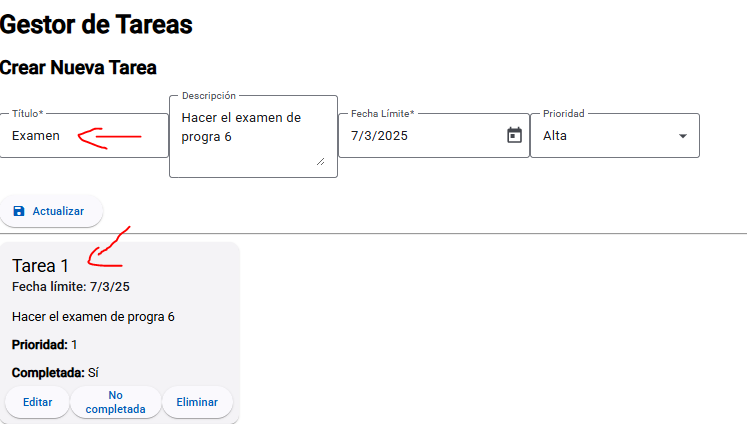 Gestor de Tareas
Crear Nueva Tarea
Título*
Examen
Descripción
Hacer el examen de
progra 6
Fecha Límite*
7/3/2025
Prioridad
Alta
Actualizar
Tarea 1
Fecha límite: 7/3/25
Hacer el examen de progra 6
Prioridad: 1
Completada: Sí
Editar
No
completada
Eliminar